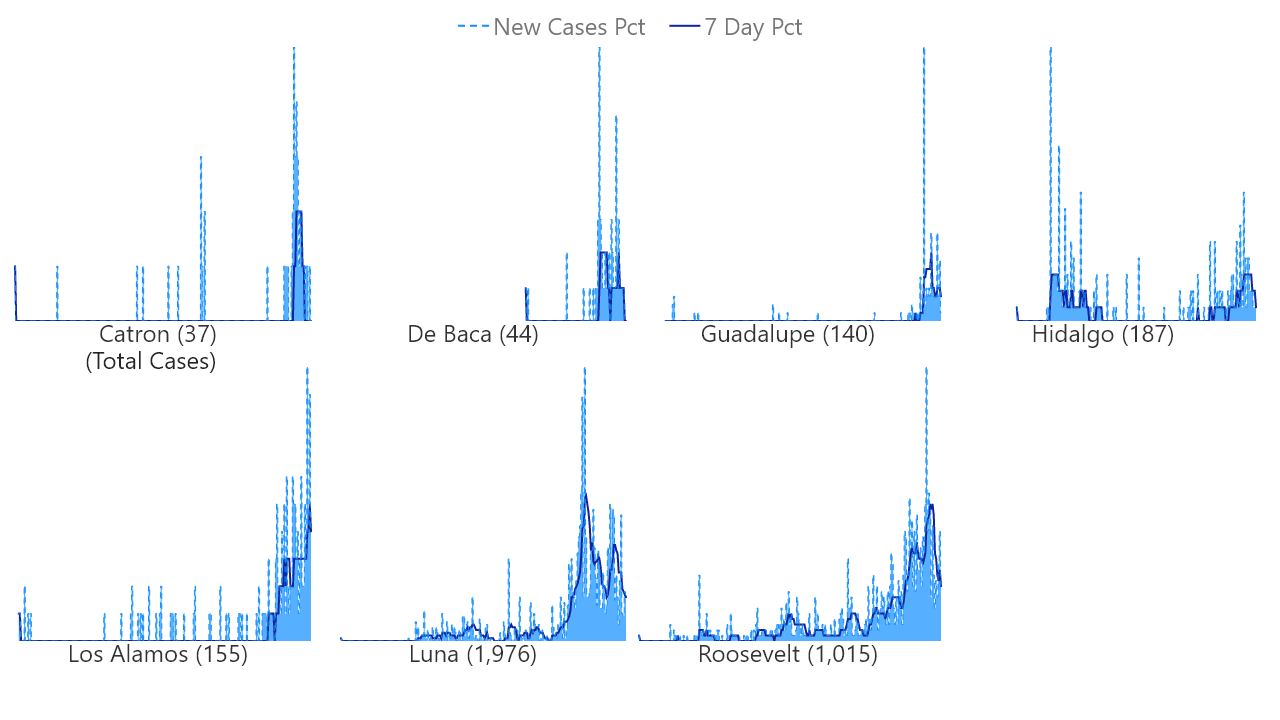 New Cases Pct 7 Day Pct
Catron (37)
(Total Cases)
De Baca (44)
Guadalupe (140)
Hidalgo (187)
Los Alamos (155)
Luna (1,976)
Roosevelt (1,015)